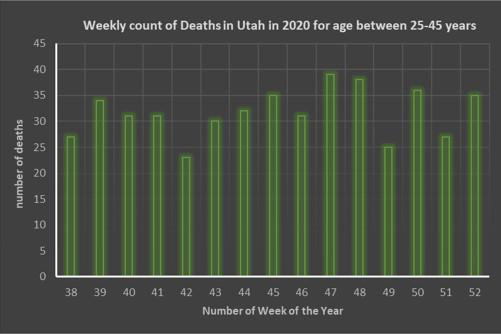 Weekly count of Deaths in Utah in 2020 for age between 25-45 years
45
40
35
30
25
20
15
10
5
0
number of deaths
38 39 40 41 42 43 44 45 46 47 48 49 50 51 52
Number of Week of the Year